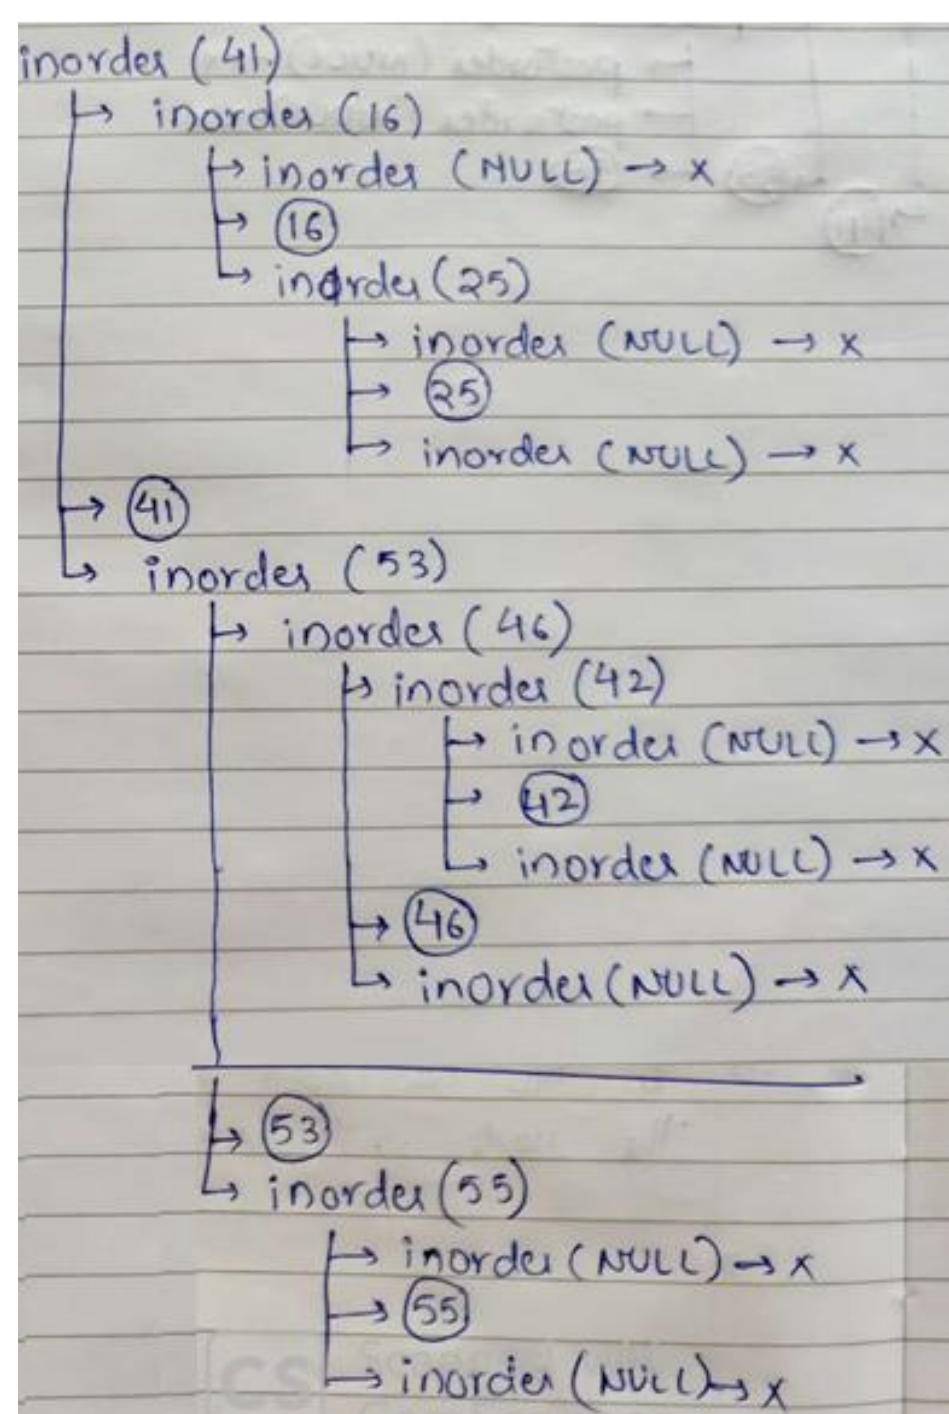 inorder (41)
↳ inorder (16)
↳ inorder (NULL) → x
↳ 16
↳ inorder (25)
↳ inorder (NULL) → x
↳ 25
↳ inorder (NULL) → x
↳ 41
↳ inorder (53)
↳ inorder (46)
↳ inorder (42)
↳ inorder (NULL) → x
↳ 42
↳ inorder (NULL) → x
↳ 46
↳ inorder (NULL) → x
↳ 53
↳ inorder (55)
↳ inorder (NULL) → x
↳ 55
↳ inorder (NULL) → x
CS